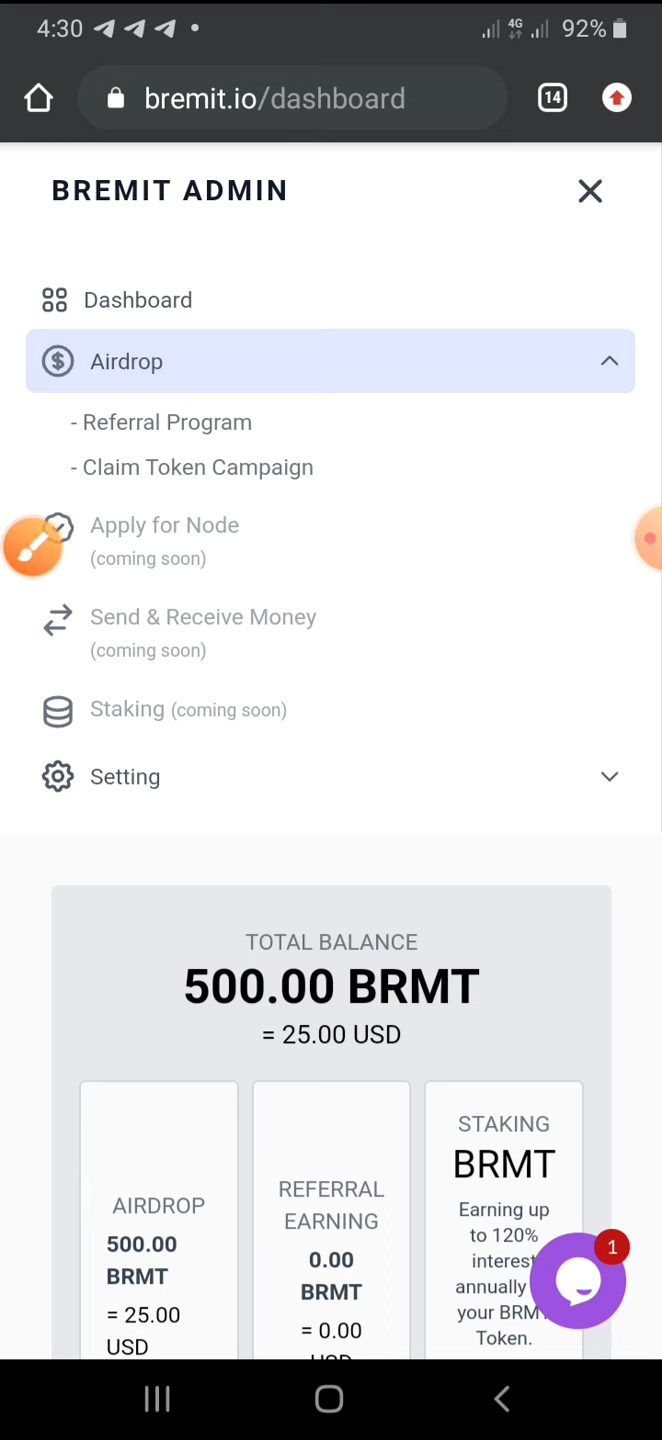 4:30
4G
92%
bremit.io/dashboard
14
BREMIT ADMIN
Dashboard
Airdrop
- Referral Program
- Claim Token Campaign
Apply for Node
(coming soon)
Send & Receive Money
(coming soon)
Staking (coming soon)
Setting
TOTAL BALANCE
500.00 BRMT
= 25.00 USD
AIRDROP
500.00
BRMT
= 25.00
USD
REFERRAL
EARNING
0.00
BRMT
= 0.00
USD
STAKING
BRMT
Earning up
to 120%
interest
annually
your BRM
Token.
1